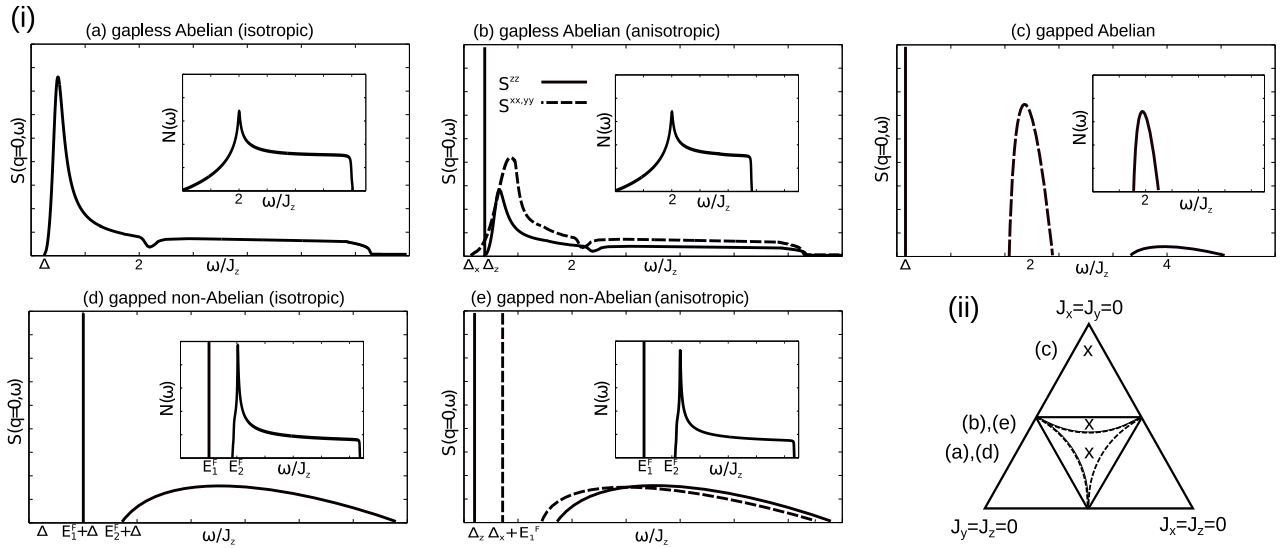 (i)
(a) gapless Abelian (isotropic)
S(q=0,ω)
N(ω)
2
ω/J_z
Δ
2
ω/J_z
(b) gapless Abelian (anisotropic)
S^zz
S^xx,yy
N(ω)
2
ω/J_z
Δ_x Δ_z
2
ω/J_z
(c) gapped Abelian
S(q=0,ω)
N(ω)
2
ω/J_z
Δ
2
4
ω/J_z
(d) gapped non-Abelian (isotropic)
S(q=0,ω)
N(ω)
E_1^F
E_2^F
ω/J_z
Δ
E_1^F+Δ
E_2^F+Δ
ω/J_z
(e) gapped non-Abelian (anisotropic)
S(q=0,ω)
N(ω)
E_1^F
E_2^F
ω/J_z
Δ_z
Δ_x+E_1^F
ω/J_z
(ii)
J_x=J_y=0
(c)
x
(b),(e)
x
(a),(d)
x
J_y=J_z=0
J_x=J_z=0